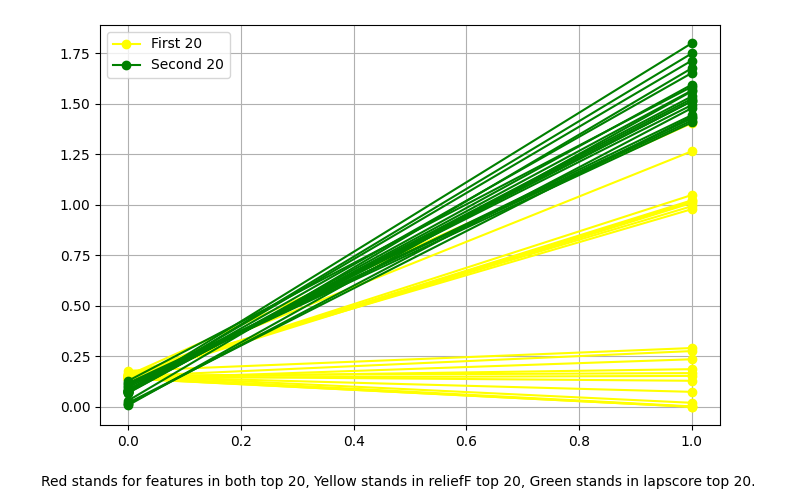 First 20
Second 20
1.75
1.50
1.25
1.00
0.75
0.50
0.25
0.00
0.0 0.2 0.4 0.6 0.8 1.0
Red stands for features in both top 20, Yellow stands in reliefF top 20, Green stands in lapscore top 20.